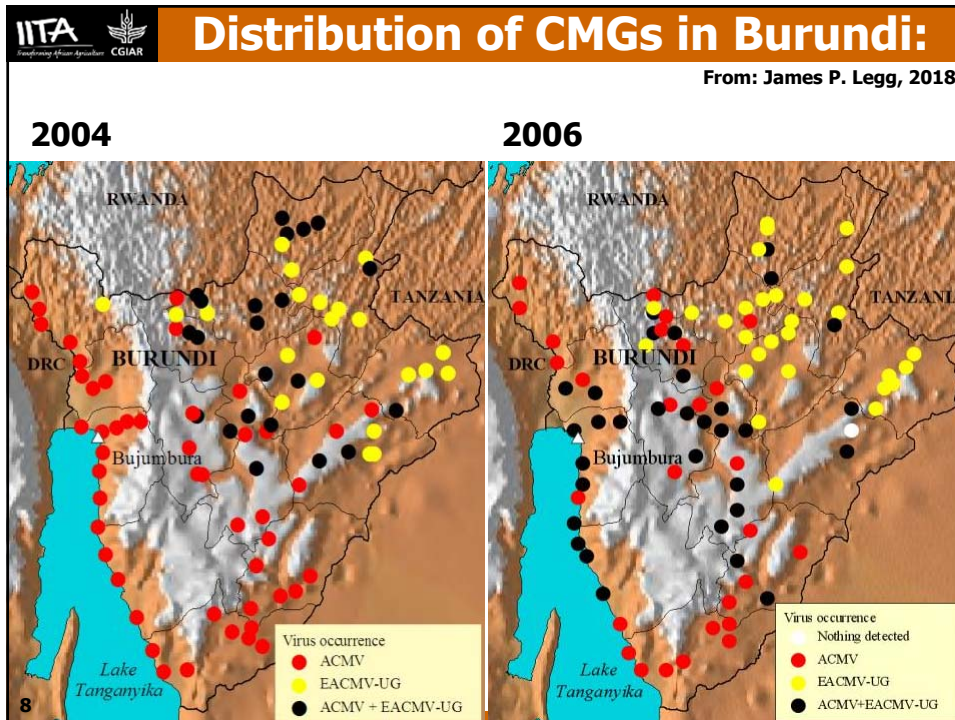 IITA
Transforming African Agriculture
CGIAR
Distribution of CMGs in Burundi:
From: James P. Legg, 2018
2004
2006
RWANDA
TANZANIA
DRC
BURUNDI
Bujumbura
Lake
Tanganyika
Virus occurrence
ACMV
EACMV-UG
ACMV + EACMV-UG
8
RWANDA
TANZANI
DRC
BURUNDI
Bujumbura
Lake
Tanganyika
Virus occurrence
Nothing detected
ACMV
EACMV-UG
ACMV+EACMV-UG